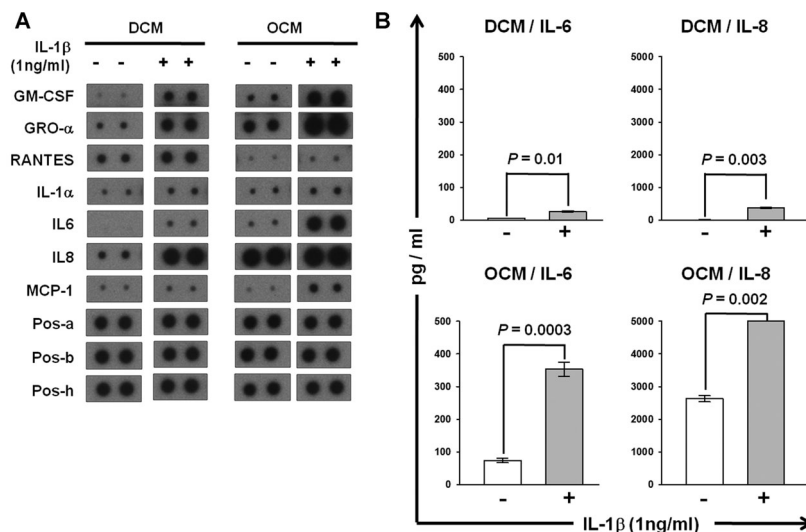 A
DCM
OCM
IL-1β
(1ng/ml)
- - + + - - + +
GM-CSF
GRO-α
RANTES
IL-1α
IL6
IL8
MCP-1
Pos-a
Pos-b
Pos-h
B
pg / ml
DCM / IL-6
500
400
300
200
100
0
P = 0.01
- +
DCM / IL-8
5000
4000
3000
2000
1000
0
P = 0.003
- +
OCM / IL-6
500
400
300
200
100
0
P = 0.0003
- +
OCM / IL-8
5000
4000
3000
2000
1000
0
P = 0.002
- +
IL-1β (1ng/ml)